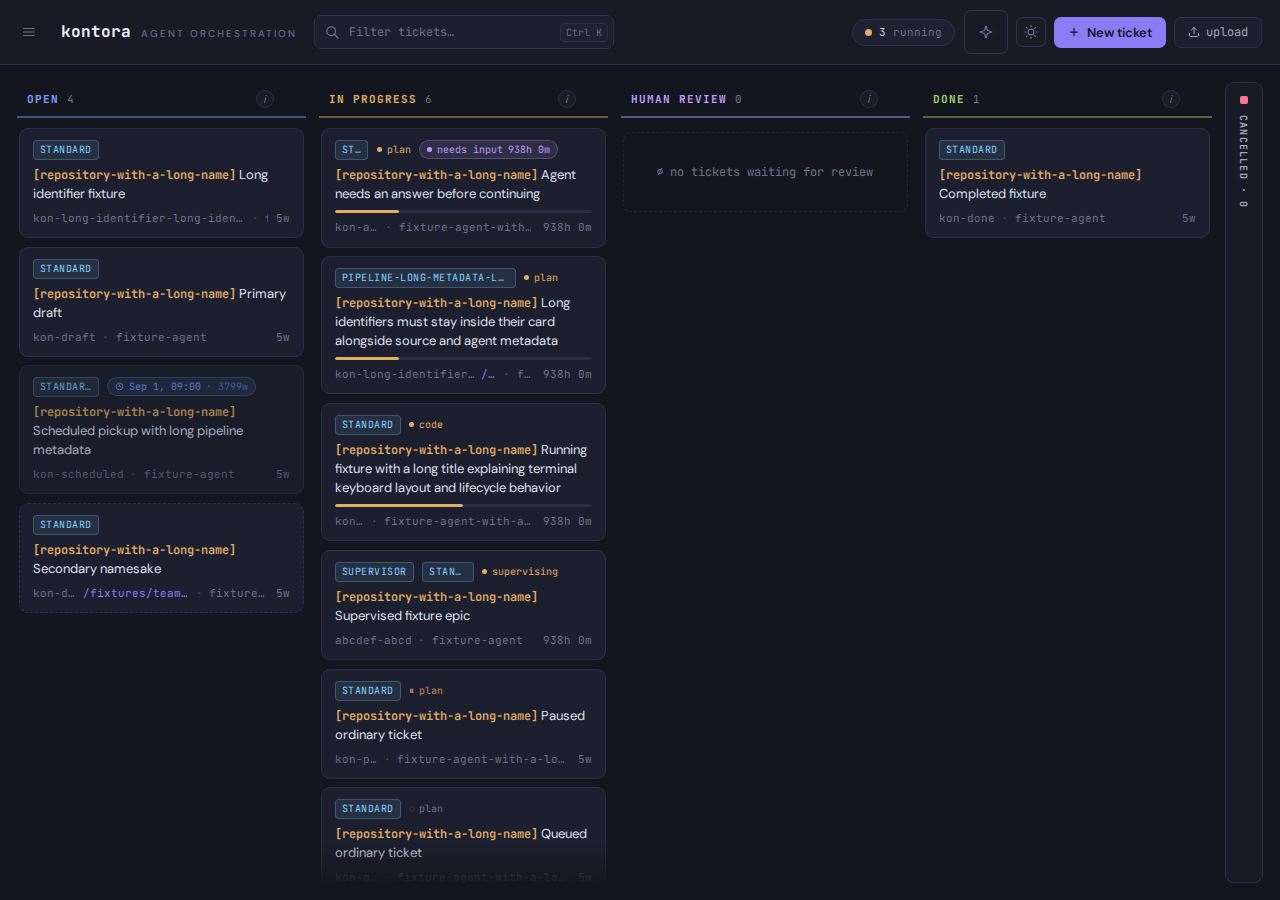 kontora AGENT ORCHESTRATION
Filter tickets… Ctrl K
3 running
+ New ticket
upload
OPEN 4 i
STANDARD
[repository-with-a-long-name] Long
identifier fixture
kon-long-identifier-long-iden… · 5w
STANDARD
[repository-with-a-long-name] Primary
draft
kon-draft · fixture-agent 5w
STANDAR… Sep 1, 09:00 · 3799w
[repository-with-a-long-name]
Scheduled pickup with long pipeline
metadata
kon-scheduled · fixture-agent 5w
STANDARD
[repository-with-a-long-name]
Secondary namesake
kon-d… /fixtures/team… · fixture… 5w
IN PROGRESS 6 i
ST… plan needs input 938h 0m
[repository-with-a-long-name] Agent
needs an answer before continuing
kon-a… · fixture-agent-with… 938h 0m
PIPELINE-LONG-METADATA-L… plan
[repository-with-a-long-name] Long
identifiers must stay inside their card
alongside source and agent metadata
kon-long-identifier… /… · f… 938h 0m
STANDARD code
[repository-with-a-long-name] Running
fixture with a long title explaining terminal
keyboard layout and lifecycle behavior
kon… · fixture-agent-with-a… 938h 0m
SUPERVISOR STAN… supervising
[repository-with-a-long-name]
Supervised fixture epic
abcdef-abcd · fixture-agent 938h 0m
STANDARD plan
[repository-with-a-long-name] Paused
ordinary ticket
kon-p… · fixture-agent-with-a-lo… 5w
STANDARD plan
[repository-with-a-long-name] Queued
ordinary ticket
kon-q… · fixture-agent-with-a-lo… 5w
HUMAN REVIEW 0 i
∅ no tickets waiting for review
DONE 1 i
STANDARD
[repository-with-a-long-name]
Completed fixture
kon-done · fixture-agent 5w
CANCELLED · 0